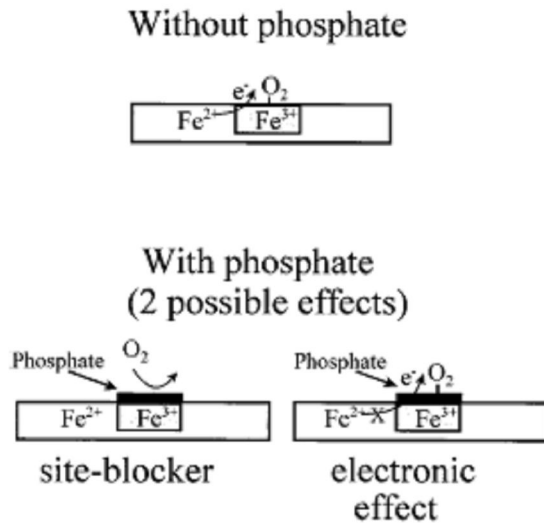 Without phosphate
e⁻ O₂
Fe²⁺ Fe³⁺
With phosphate
(2 possible effects)
Phosphate O₂
Fe²⁺ Fe³⁺
site-blocker
Phosphate e⁻ O₂
Fe²⁺ X Fe³⁺
electronic
effect